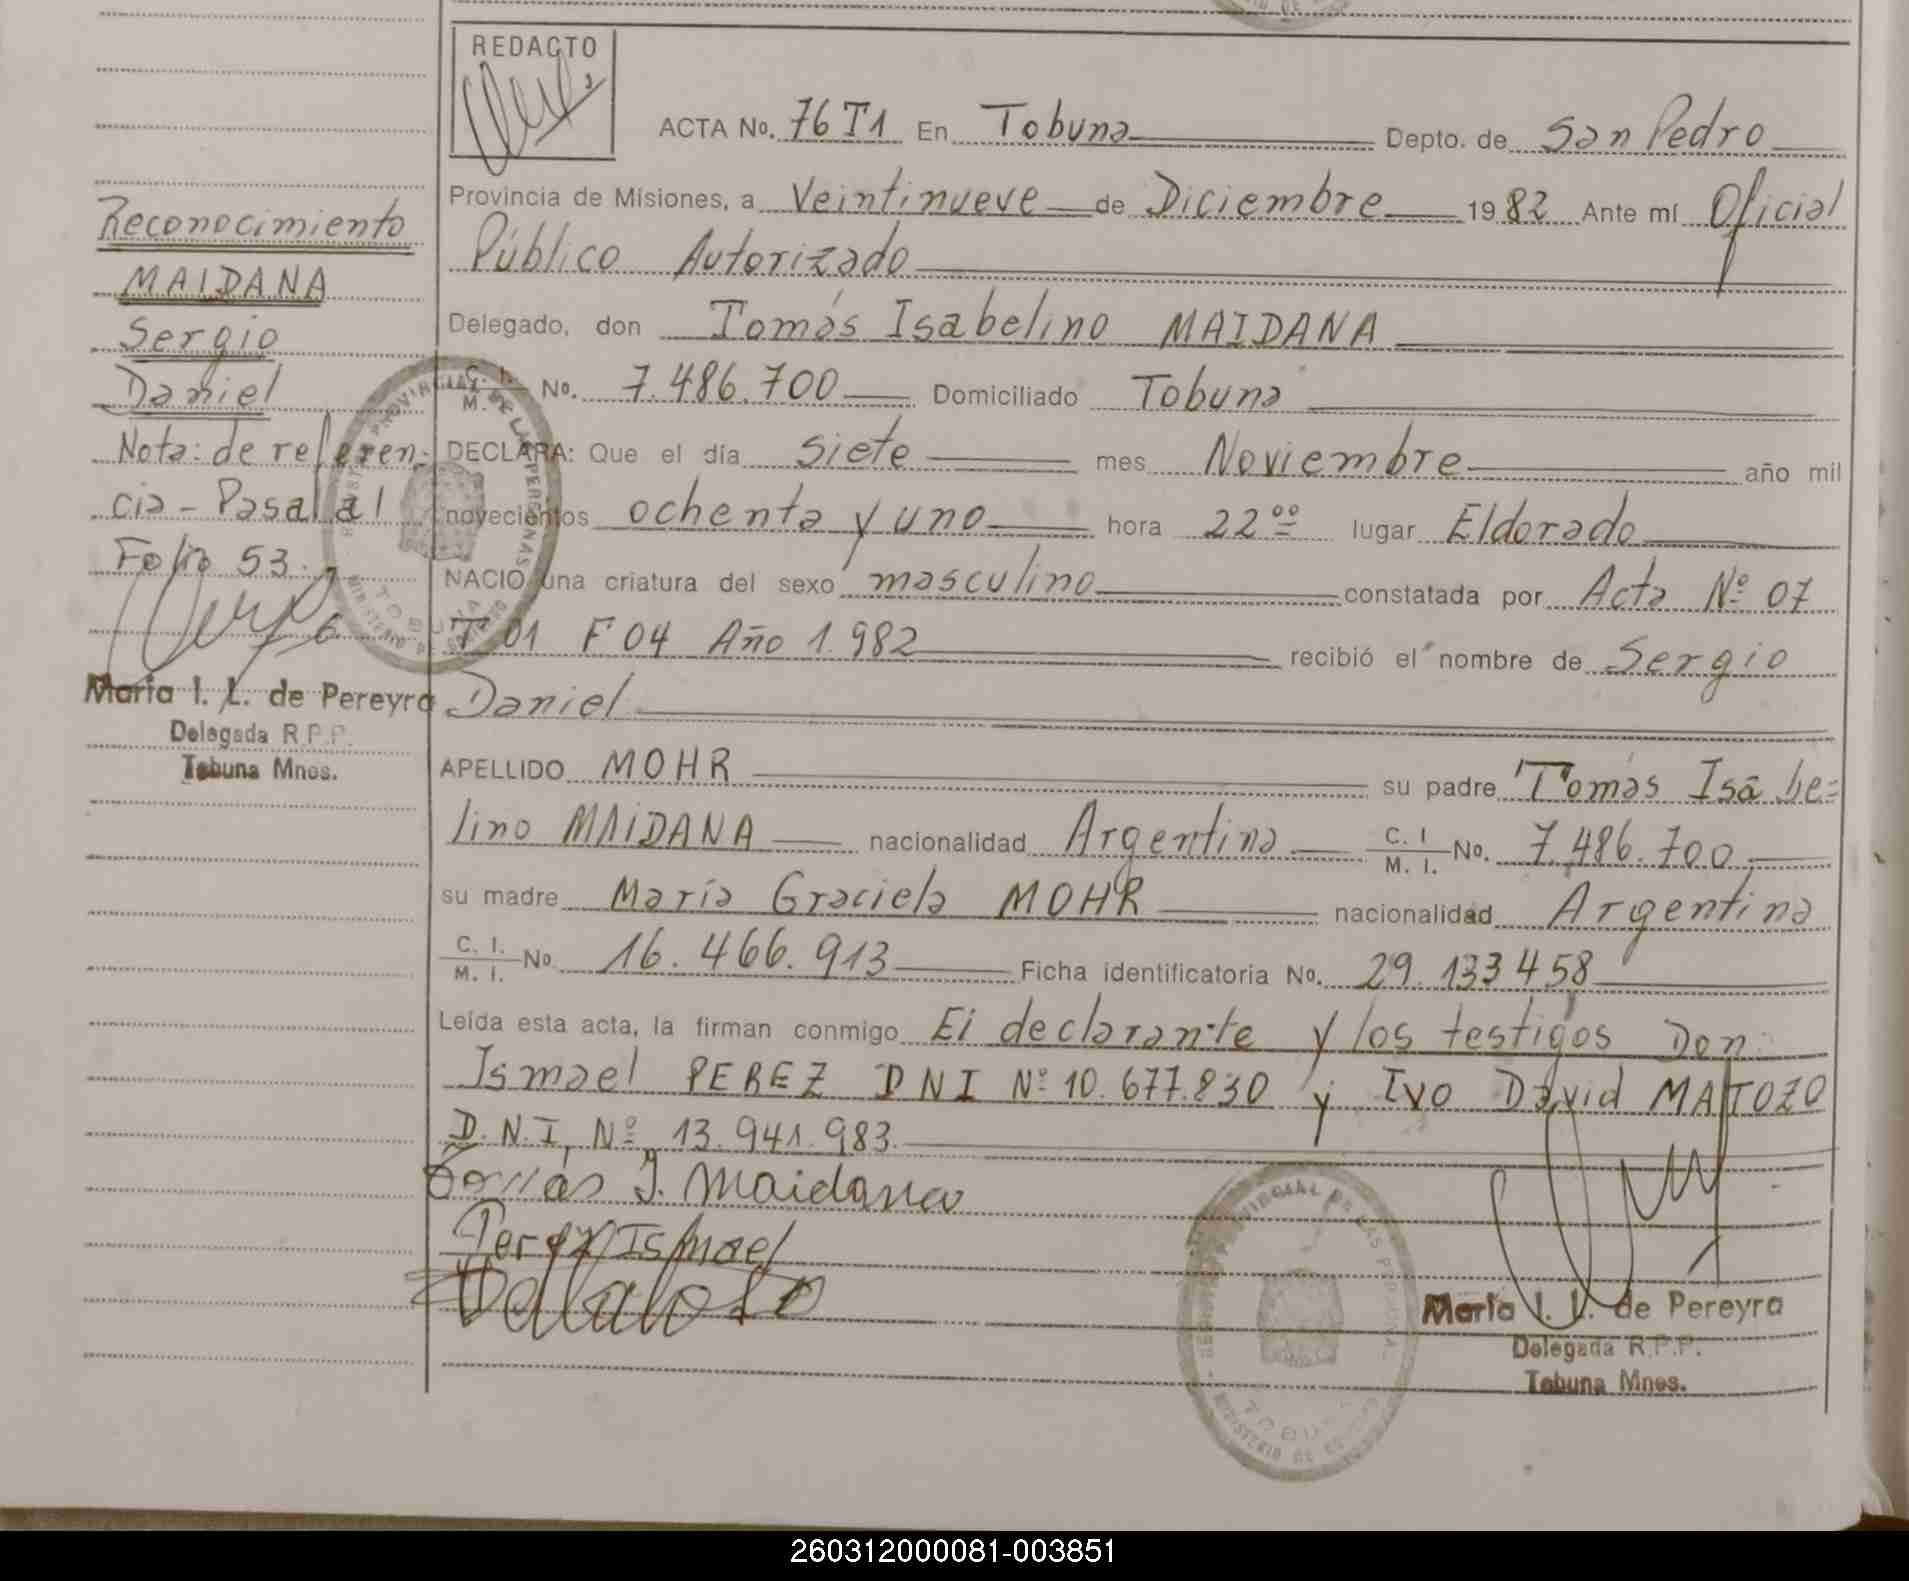 REDACTO
ACTA No. 76 T1 En Tobuna Depto. de San Pedro
Provincia de Misiones, a Veintinueve de Diciembre 1982 Ante mí Oficial
Público Autorizado
Delegado, don Tomás Isabelino MAIDANA
C. I. M. No. 7.486.700 Domiciliado Tobuna
DECLARA: Que el día siete mes Noviembre año mil
novecientos ochenta y uno hora 22 ºº lugar Eldorado
NACIO una criatura del sexo masculino constatada por Acta Nº 07
T 01 F 04 Año 1.982 recibió el nombre de Sergio
Daniel
APELLIDO MOHR su padre Tomas Isabe=
lino MAIDANA nacionalidad Argentina C. I. M. I. No. 7.486.700
su madre María Graciela MOHR nacionalidad Argentina
C. I. M. I. No 16.466.913 Ficha identificatoria No. 29.133458
Leída esta acta, la firman conmigo El declarante y los testigos Don
Ismael PEREZ DNI Nº 10.677.830 y Ivo David MATOZO
D.N.I. Nº 13.941.983.
Tomás I. Maidana
Perez Ismael
Maria I. L. de Pereyra
Delegada R.P.P.
Tobuna Mnes.
Reconocimiento
MAIDANA
Sergio
Daniel
Nota: de referen-
cia - Pasa al
Folio 53.
Maria I. L. de Pereyra
Delegada R.P.P.
Tobuna Mnes.
260312000081-003851